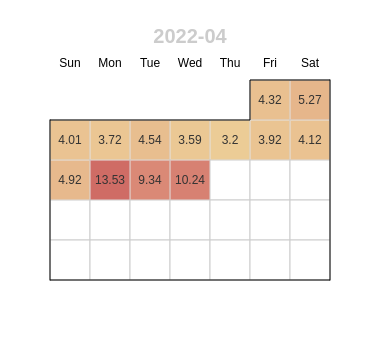 2022-04
Sun Mon Tue Wed Thu Fri Sat
4.32 5.27
4.01 3.72 4.54 3.59 3.2 3.92 4.12
4.92 13.53 9.34 10.24